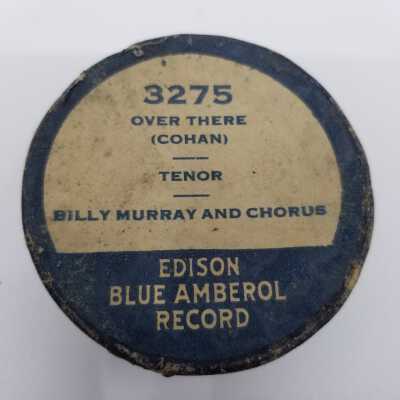 3275
OVER THERE
(COHAN)
TENOR
BILLY MURRAY AND CHORUS
EDISON
BLUE AMBEROL
RECORD